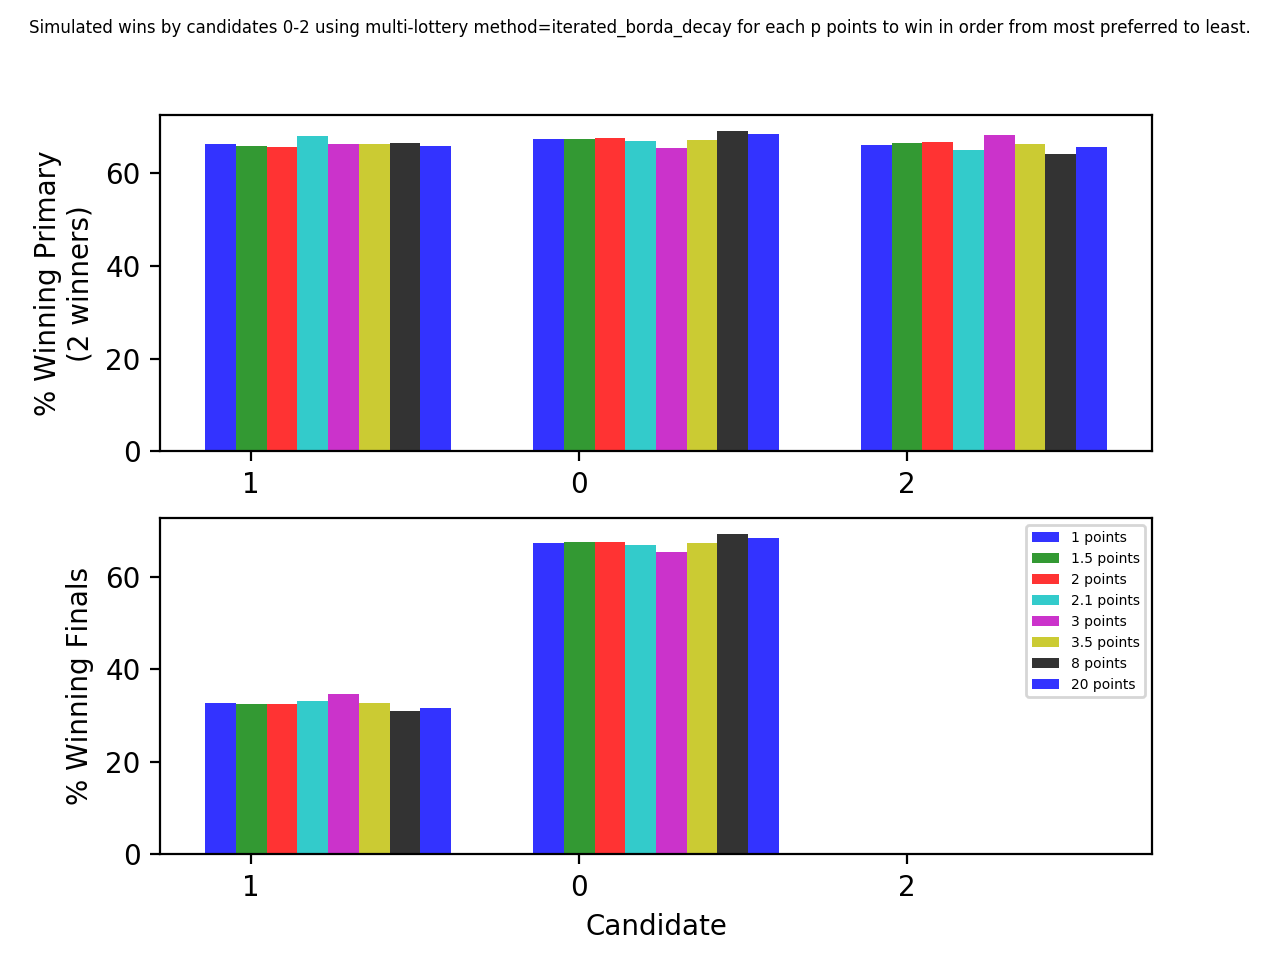 Simulated wins by candidates 0-2 using multi-lottery method=iterated_borda_decay for each p points to win in order from most preferred to least.
% Winning Primary
(2 winners)
60
40
20
0
1
0
2
% Winning Finals
60
40
20
0
1
0
2
Candidate
1 points
1.5 points
2 points
2.1 points
3 points
3.5 points
8 points
20 points